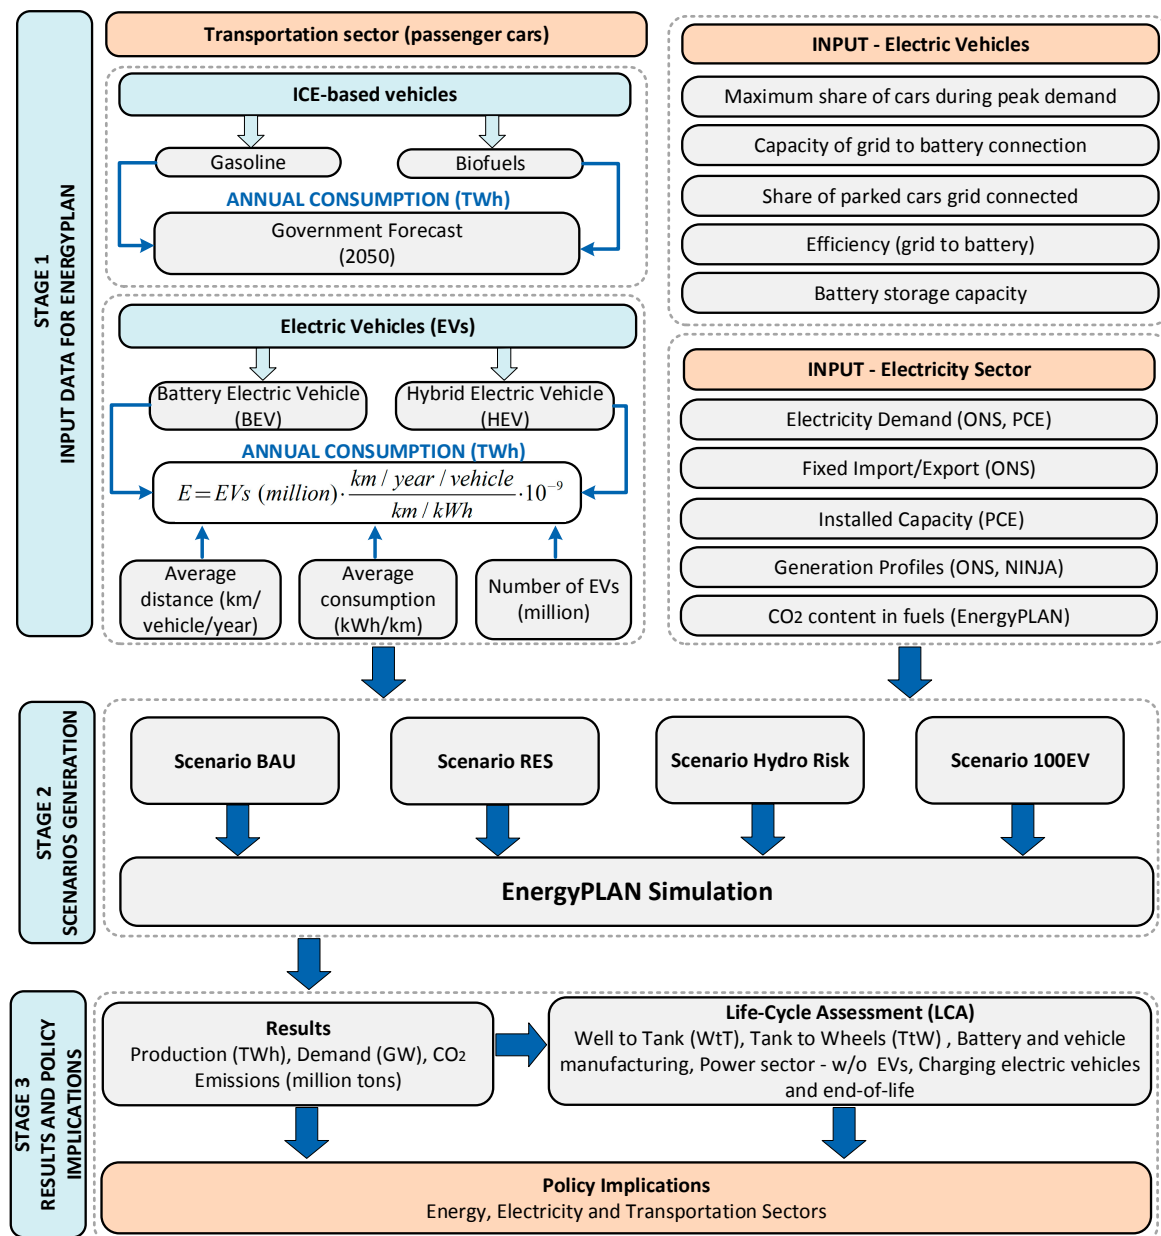 STAGE 1
INPUT DATA FOR ENERGYPLAN
Transportation sector (passenger cars)
ICE-based vehicles
Gasoline
Biofuels
ANNUAL CONSUMPTION (TWh)
Government Forecast
(2050)
Electric Vehicles (EVs)
Battery Electric Vehicle
(BEV)
Hybrid Electric Vehicle
(HEV)
ANNUAL CONSUMPTION (TWh)
E = EVs (million) · km / year / vehicle / km / kWh · 10⁻⁹
Average
distance (km/
vehicle/year)
Average
consumption
(kWh/km)
Number of EVs
(million)
INPUT - Electric Vehicles
Maximum share of cars during peak demand
Capacity of grid to battery connection
Share of parked cars grid connected
Efficiency (grid to battery)
Battery storage capacity
INPUT - Electricity Sector
Electricity Demand (ONS, PCE)
Fixed Import/Export (ONS)
Installed Capacity (PCE)
Generation Profiles (ONS, NINJA)
CO2 content in fuels (EnergyPLAN)
STAGE 2
SCENARIOS GENERATION
Scenario BAU
Scenario RES
Scenario Hydro Risk
Scenario 100EV
EnergyPLAN Simulation
STAGE 3
RESULTS AND POLICY
IMPLICATIONS
Results
Production (TWh), Demand (GW), CO2
Emissions (million tons)
Life-Cycle Assessment (LCA)
Well to Tank (WtT), Tank to Wheels (TtW) , Battery and vehicle
manufacturing, Power sector - w/o EVs, Charging electric vehicles
and end-of-life
Policy Implications
Energy, Electricity and Transportation Sectors